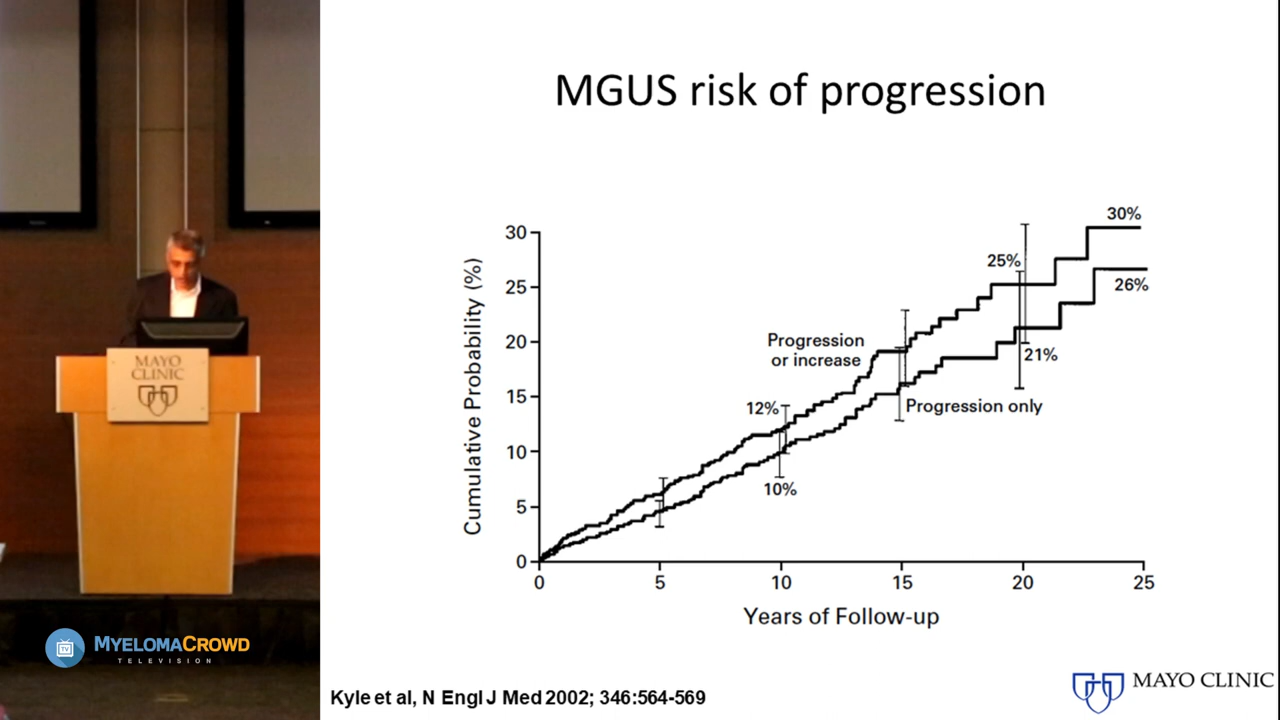 MGUS risk of progression
Cumulative Probability (%)
30
25
20
15
10
5
0
0
5
10
15
20
25
Years of Follow-up
Progression
or increase
Progression only
12%
10%
25%
21%
30%
26%
MAYO
CLINIC
MYELOMACROWD
TV
TELEVISION
Kyle et al, N Engl J Med 2002; 346:564-569
MAYO CLINIC